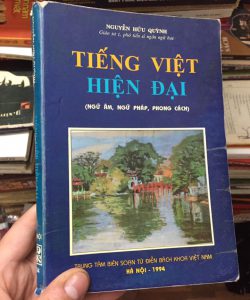 NGUYỄN HỮU QUỲNH
Giáo sư, phó tiến sĩ ngôn ngữ học
TIẾNG VIỆT
HIỆN ĐẠI
(NGỮ ÂM, NGỮ PHÁP, PHONG CÁCH)
TRUNG TÂM BIÊN SOẠN TỪ ĐIỂN BÁCH KHOA VIỆT NAM
HÀ NỘI - 1994